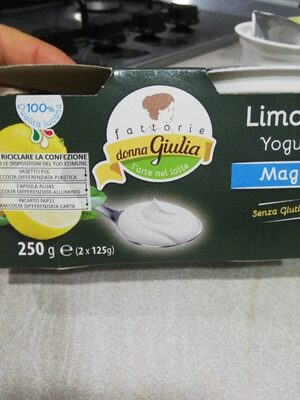 100%
Qualità lucana
RICICLARE LA CONFEZIONE
LE DISPOSIZIONI DEL TUO COMUNE
VASETTO PS6
RACCOLTA DIFFERENZIATA PLASTICA
CAPSULA ALU41
RACCOLTA DIFFERENZIATA ALLUMINIO
INCARTO PAP21
RACCOLTA DIFFERENZIATA CARTA
250 g e (2 x 125g)
fattorie
donna Giulia
l'arte nel latte
Limo
Yogu
Mag
Senza Gluti